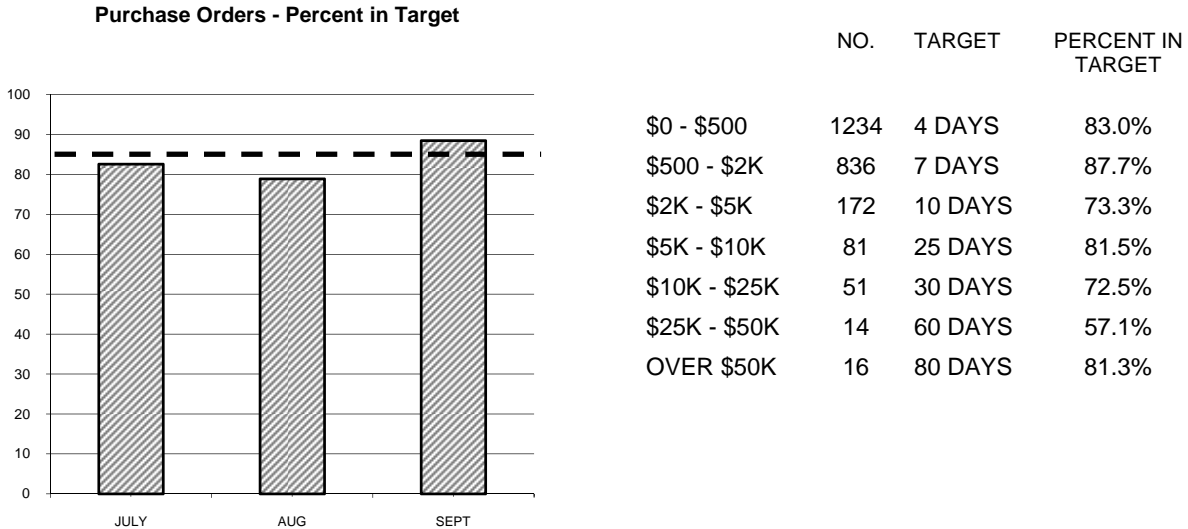 Purchase Orders - Percent in Target
100
90
80
70
60
50
40
30
20
10
0
JULY AUG SEPT
NO. TARGET PERCENT IN
TARGET
$0 - $500 1234 4 DAYS 83.0%
$500 - $2K 836 7 DAYS 87.7%
$2K - $5K 172 10 DAYS 73.3%
$5K - $10K 81 25 DAYS 81.5%
$10K - $25K 51 30 DAYS 72.5%
$25K - $50K 14 60 DAYS 57.1%
OVER $50K 16 80 DAYS 81.3%